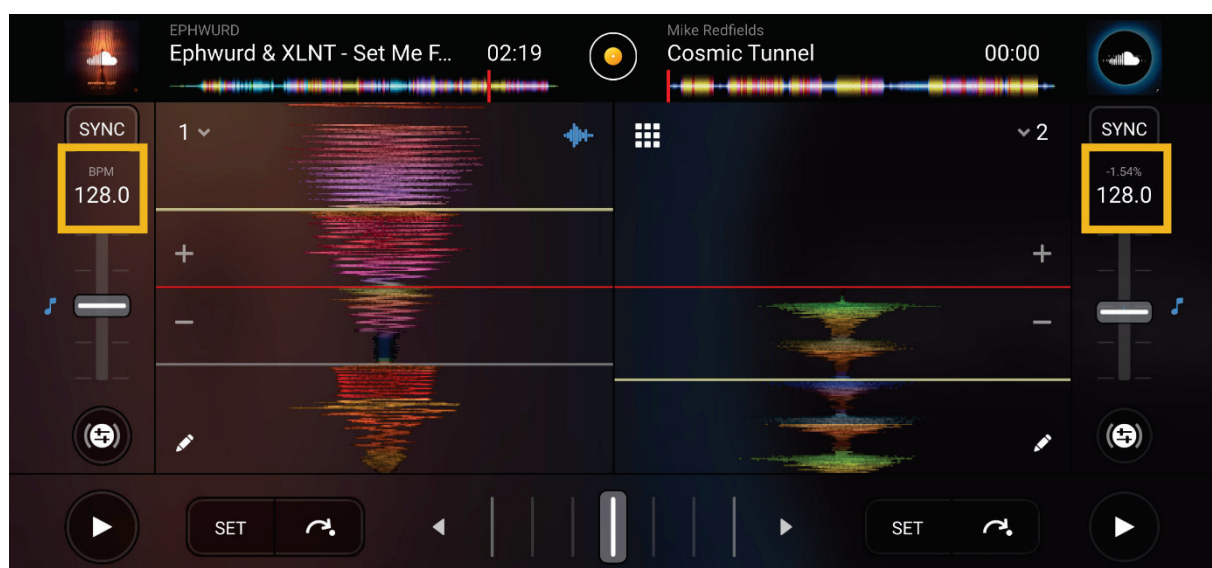 EPHWURD
Ephwurd & XLNT - Set Me F... 02:19
Mike Redfields
Cosmic Tunnel 00:00
SYNC
1
2
SYNC
BPM
128.0
-1.54%
128.0
+
+
−
−
SET
SET